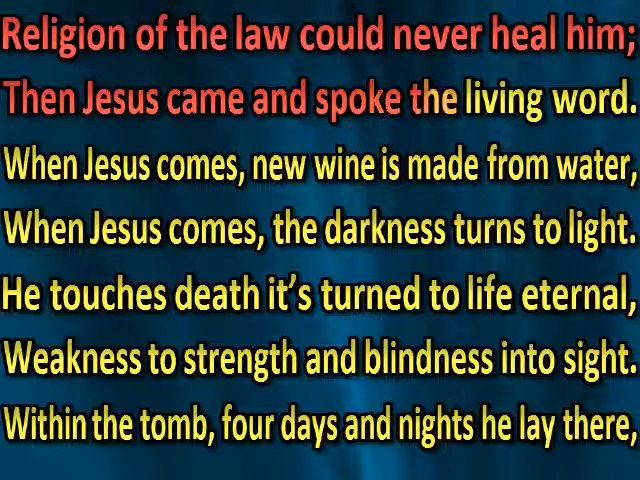 Religion of the law could never heal him;
Then Jesus came and spoke the living word.
When Jesus comes, new wine is made from water,
When Jesus comes, the darkness turns to light.
He touches death it's turned to life eternal,
Weakness to strength and blindness into sight.
Within the tomb, four days and nights he lay there,